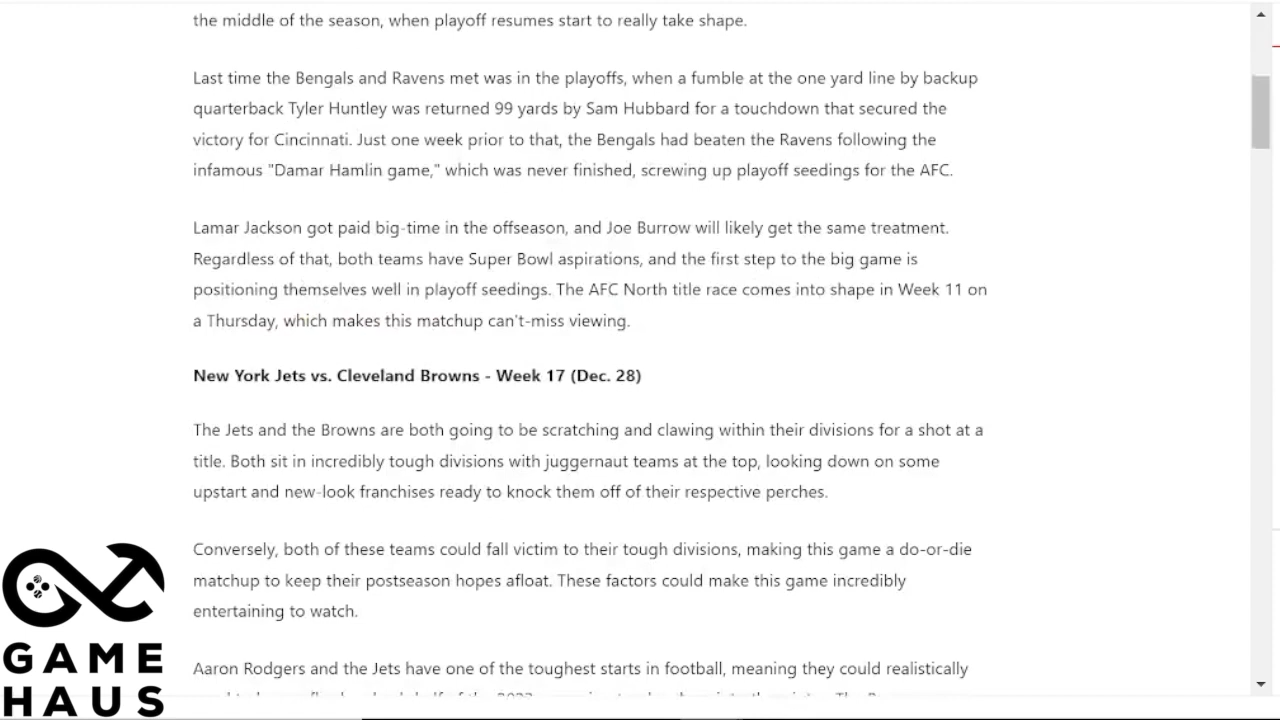 the middle of the season, when playoff resumes start to really take shape.
Last time the Bengals and Ravens met was in the playoffs, when a fumble at the one yard line by backup
quarterback Tyler Huntley was returned 99 yards by Sam Hubbard for a touchdown that secured the
victory for Cincinnati. Just one week prior to that, the Bengals had beaten the Ravens following the
infamous "Damar Hamlin game," which was never finished, screwing up playoff seedings for the AFC.
Lamar Jackson got paid big-time in the offseason, and Joe Burrow will likely get the same treatment.
Regardless of that, both teams have Super Bowl aspirations, and the first step to the big game is
positioning themselves well in playoff seedings. The AFC North title race comes into shape in Week 11 on
a Thursday, which makes this matchup can't-miss viewing.
New York Jets vs. Cleveland Browns - Week 17 (Dec. 28)
The Jets and the Browns are both going to be scratching and clawing within their divisions for a shot at a
title. Both sit in incredibly tough divisions with juggernaut teams at the top, looking down on some
upstart and new-look franchises ready to knock them off of their respective perches.
Conversely, both of these teams could fall victim to their tough divisions, making this game a do-or-die
matchup to keep their postseason hopes afloat. These factors could make this game incredibly
entertaining to watch.
Aaron Rodgers and the Jets have one of the toughest starts in football, meaning they could realistically
GAME
HAUS